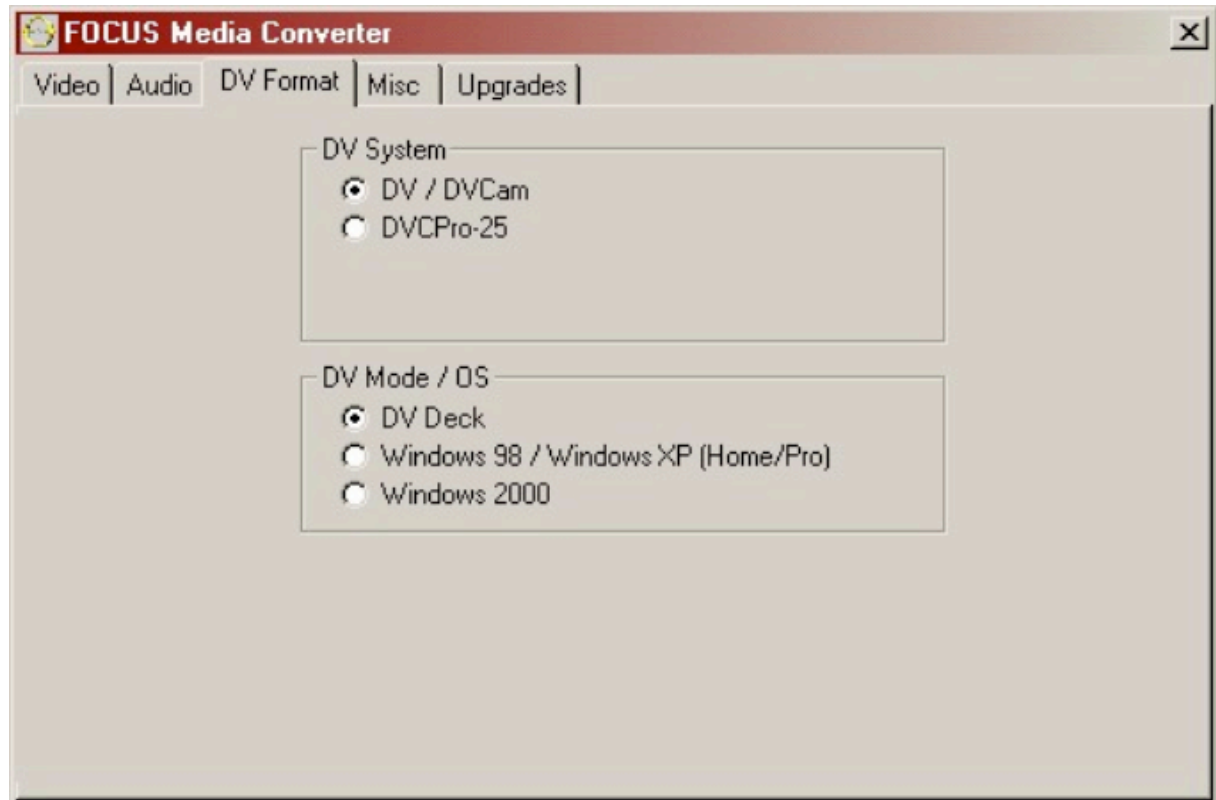 FOCUS Media Converter
Video Audio DV Format Misc Upgrades
DV System
DV / DVCam
DVCPro-25
DV Mode / OS
DV Deck
Windows 98 / Windows XP (Home/Pro)
Windows 2000